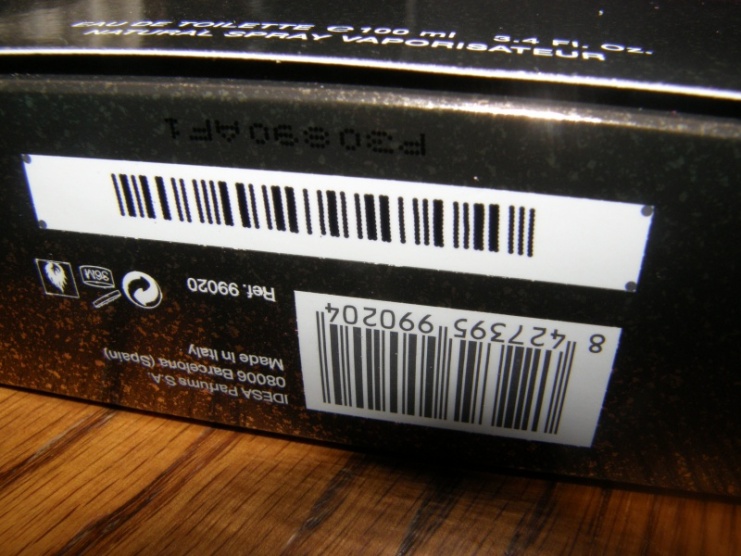 EAU DE TOILETTE ℮ 100 ml 3.4 Fl. Oz.
NATURAL SPRAY VAPORISATEUR
IDESA Parfums S.A.
08006 Barcelona (Spain)
Made in Italy
8 427395 990204
Ref. 99020
36M